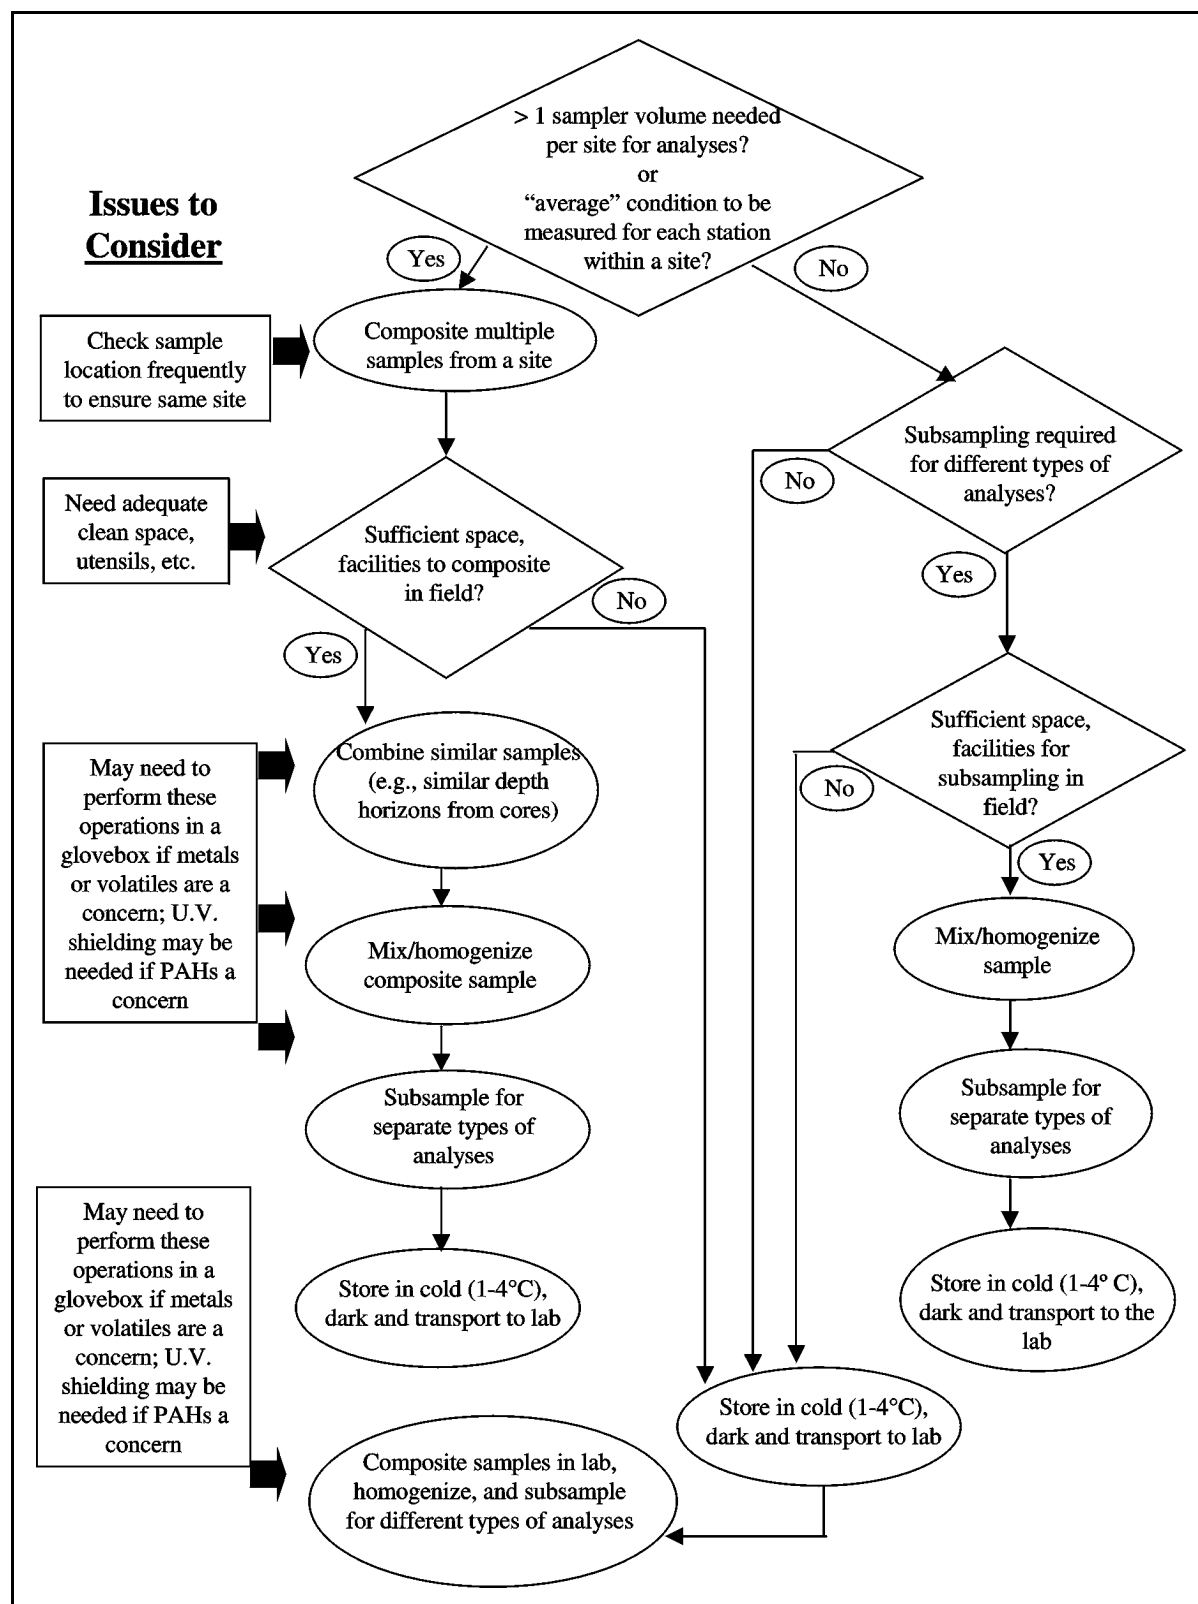 > 1 sampler volume needed
per site for analyses?
or
“average” condition to be
measured for each station
within a site?
Issues to
Consider
Yes
No
Check sample
location frequently
to ensure same site
Composite multiple
samples from a site
Subsampling required
for different types of
analyses?
No
Need adequate
clean space,
utensils, etc.
Sufficient space,
facilities to composite
in field?
Yes
No
Yes
Sufficient space,
facilities for
subsampling in
field?
No
Yes
May need to
perform these
operations in a
glovebox if metals
or volatiles are a
concern; U.V.
shielding may be
needed if PAHs a
concern
Combine similar samples
(e.g., similar depth
horizons from cores)
Mix/homogenize
composite sample
Mix/homogenize
sample
Subsample for
separate types of
analyses
Subsample for
separate types of
analyses
May need to
perform these
operations in a
glovebox if metals
or volatiles are a
concern; U.V.
shielding may be
needed if PAHs a
concern
Store in cold (1-4°C),
dark and transport to lab
Store in cold (1-4º C),
dark and transport to the
lab
Store in cold (1-4°C),
dark and transport to lab
Composite samples in lab,
homogenize, and subsample
for different types of analyses